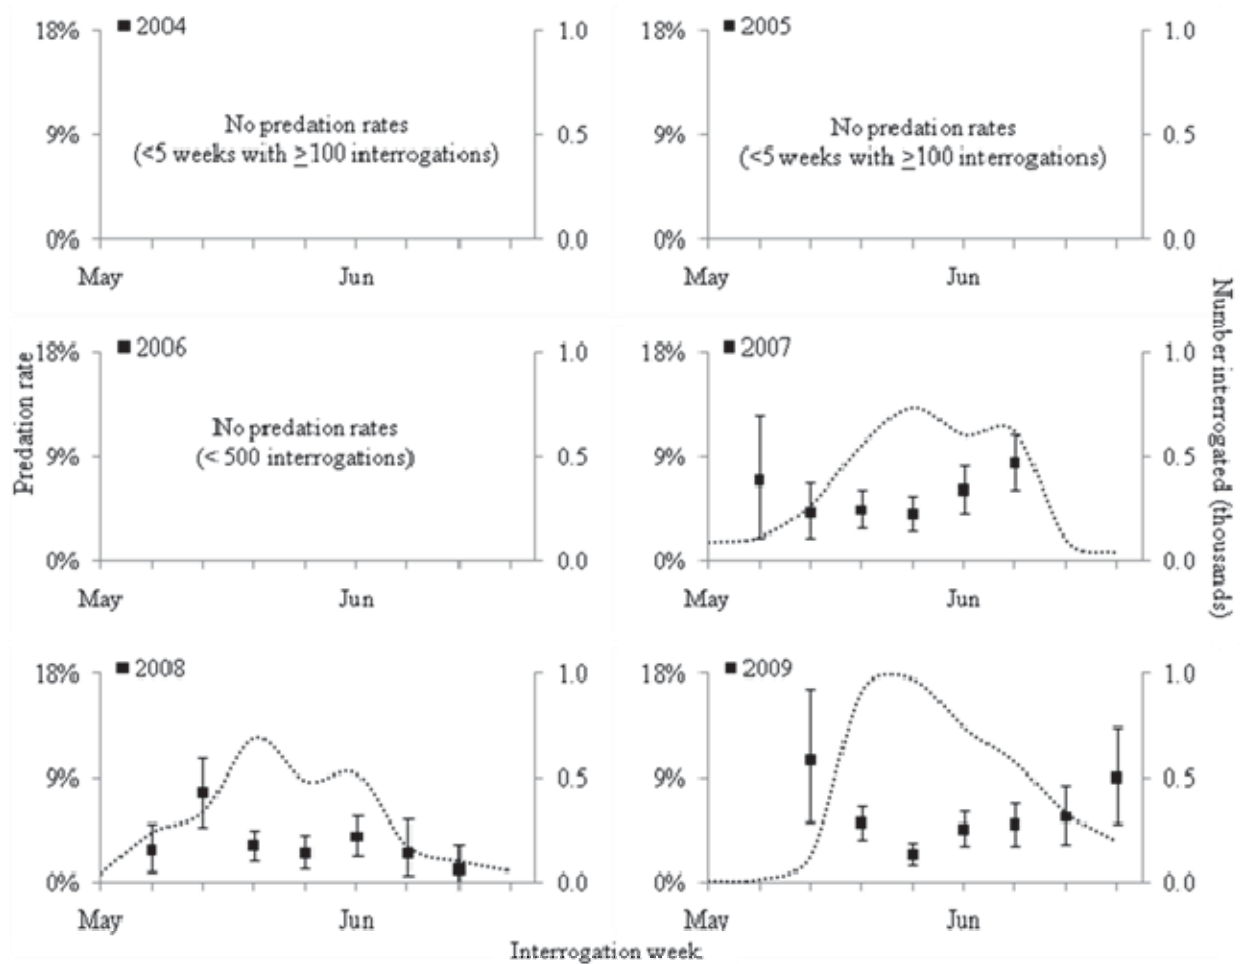 2004
18%
9%
0%
No predation rates
(<5 weeks with ≥100 interrogations)
1.0
0.5
0.0
May
Jun
2005
18%
9%
0%
No predation rates
(<5 weeks with ≥100 interrogations)
1.0
0.5
0.0
May
Jun
Predation rate
Number interrogated (thousands)
2006
18%
9%
0%
No predation rates
(< 500 interrogations)
1.0
0.5
0.0
May
Jun
2007
18%
9%
0%
1.0
0.5
0.0
May
Jun
2008
18%
9%
0%
1.0
0.5
0.0
May
Jun
2009
18%
9%
0%
1.0
0.5
0.0
May
Jun
Interrogation week